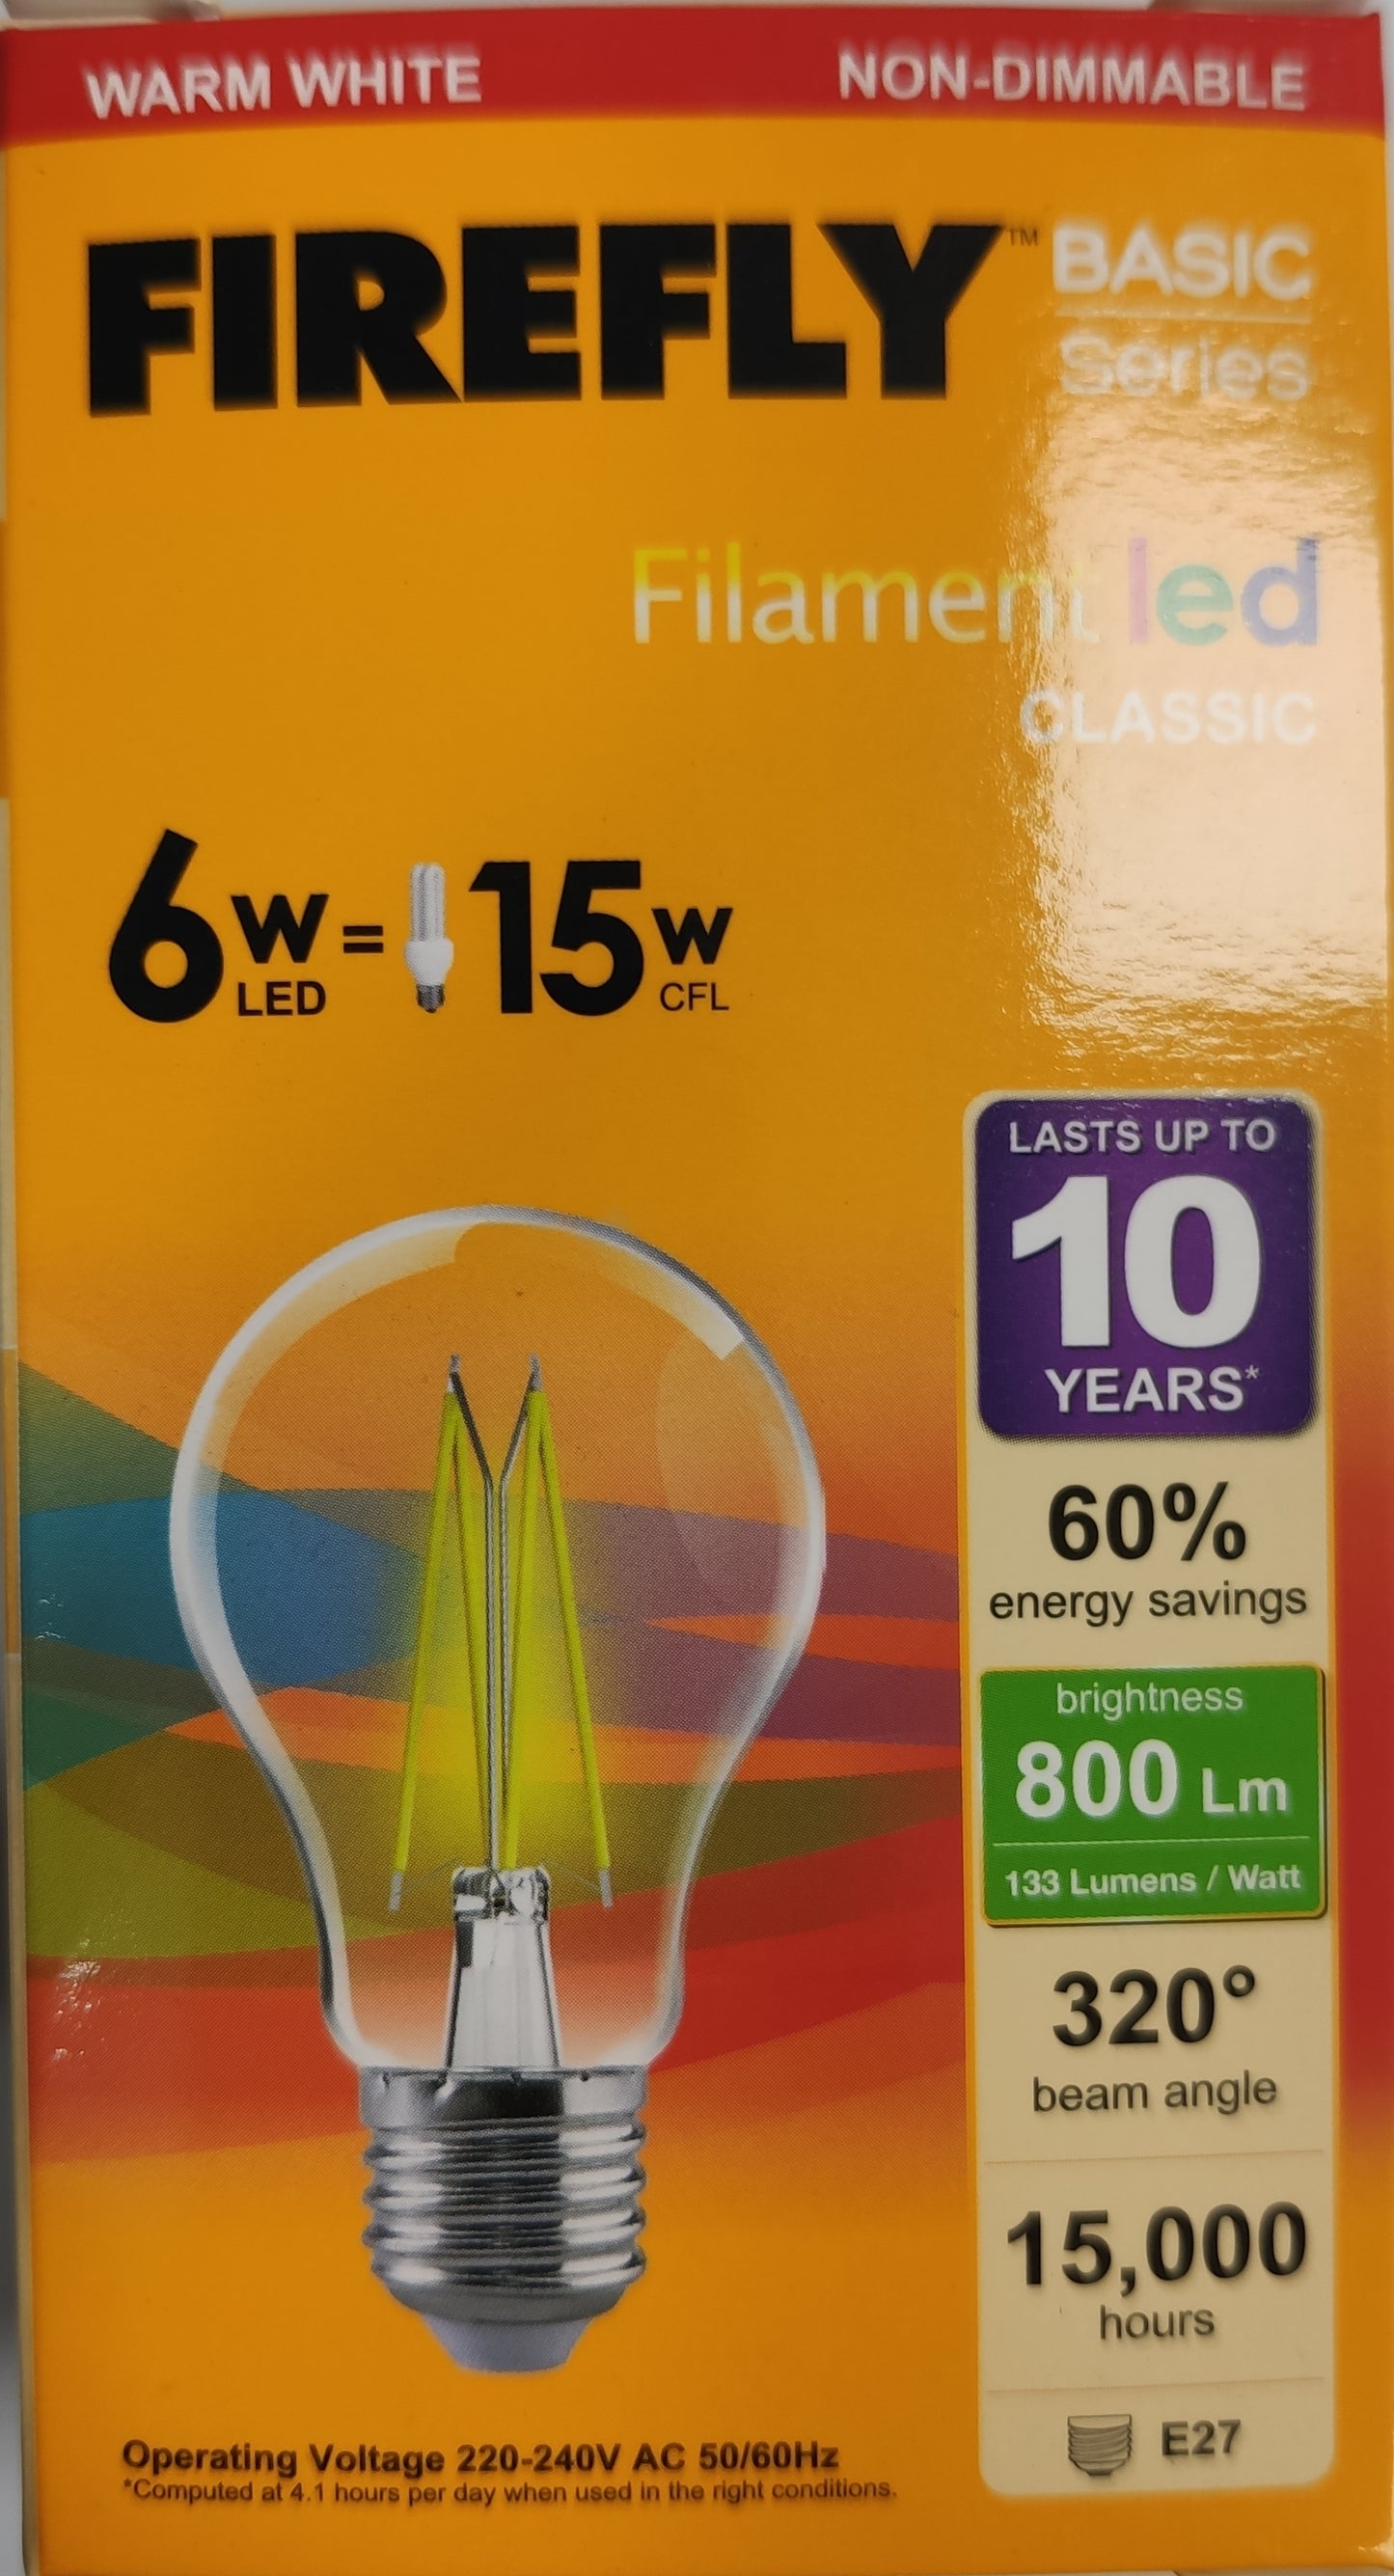 WARM WHITE NON-DIMMABLE
FIREFLY™ BASIC
Series
Filament led
CLASSIC
6W = 15W
LED CFL
LASTS UP TO
10
YEARS*
60%
energy savings
brightness
800 Lm
133 Lumens / Watt
320°
beam angle
15,000
hours
E27
Operating Voltage 220-240V AC 50/60Hz
*Computed at 4.1 hours per day when used in the right conditions.